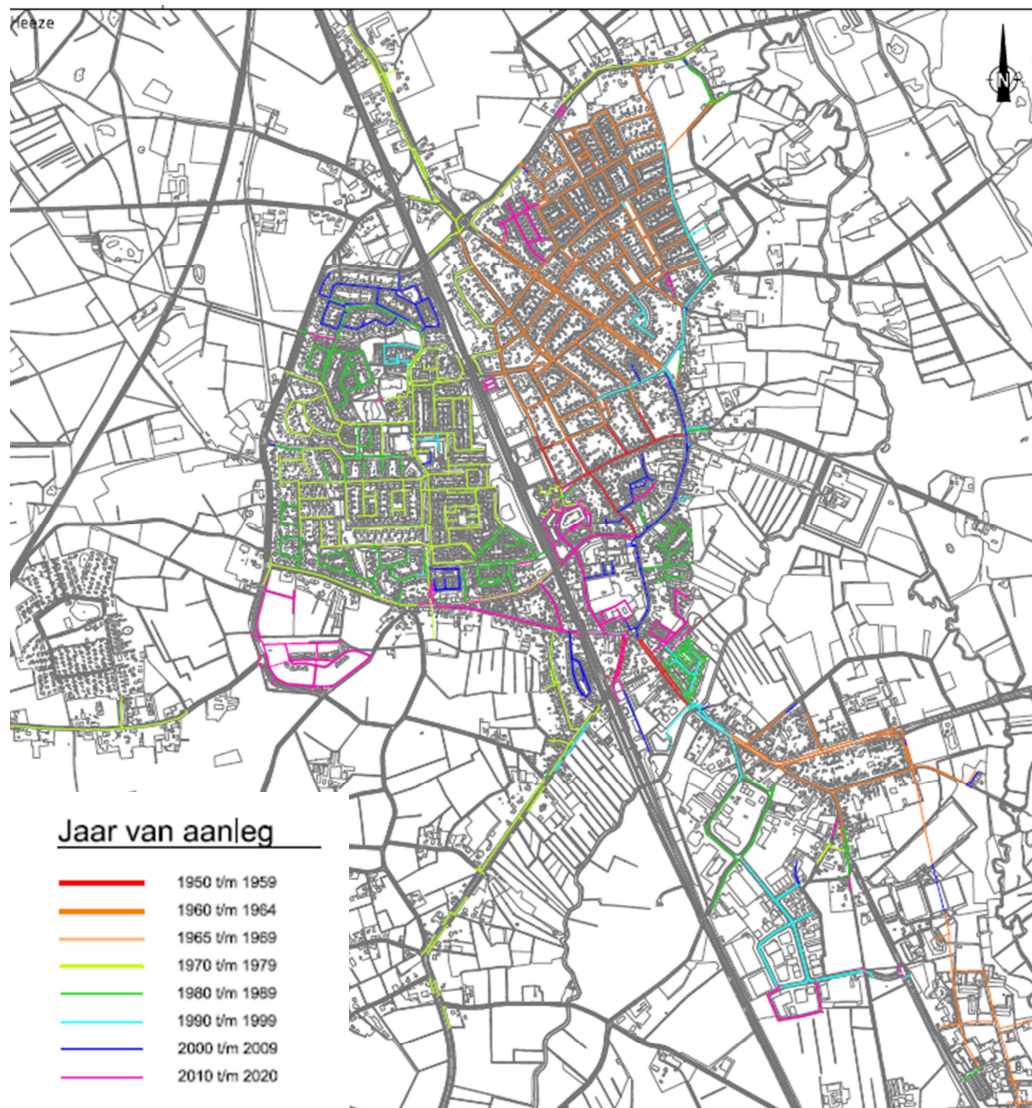 Heeze
N
Jaar van aanleg
1950 t/m 1959
1960 t/m 1964
1965 t/m 1969
1970 t/m 1979
1980 t/m 1989
1990 t/m 1999
2000 t/m 2009
2010 t/m 2020